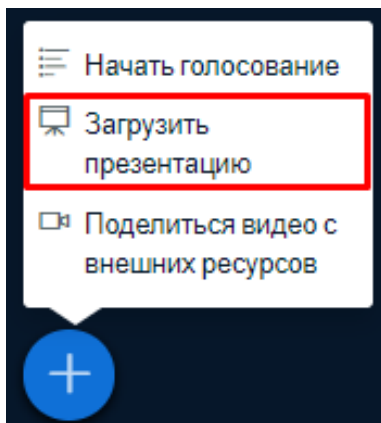 Начать голосование
Загрузить
презентацию
Поделиться видео с
внешних ресурсов